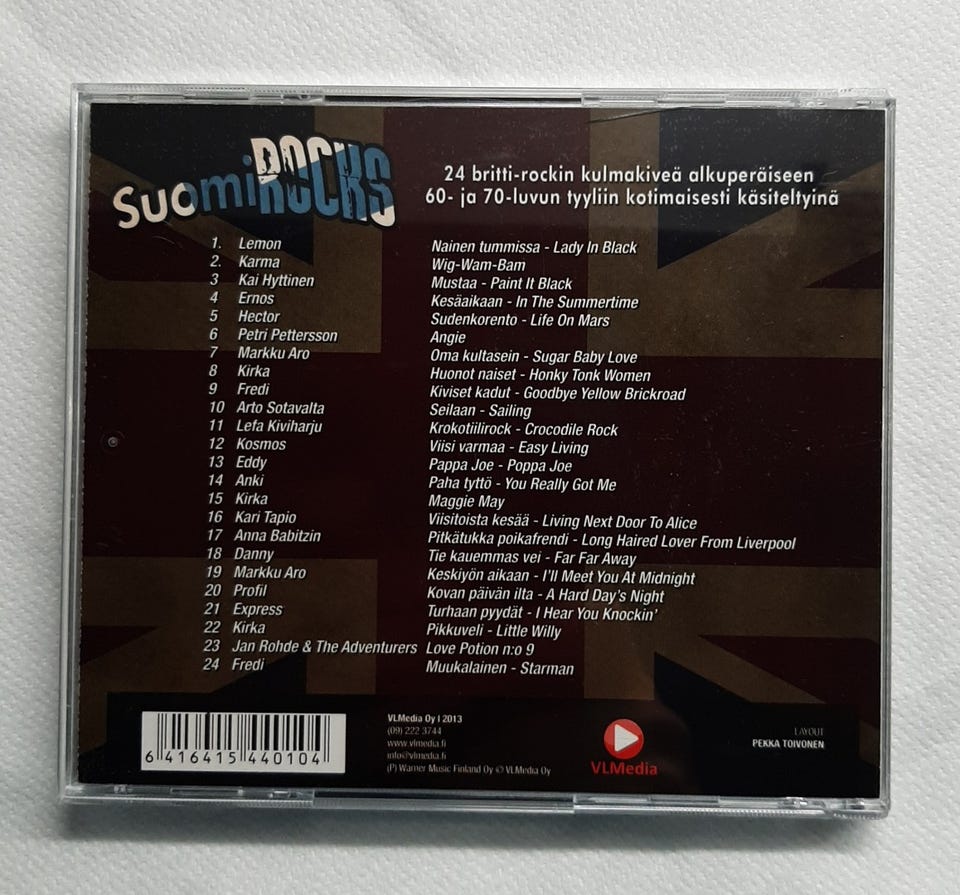 SuomiROCKS
24 britti-rockin kulmakiveä alkuperäiseen
60- ja 70-luvun tyyliin kotimaisesti käsiteltyinä
1. Lemon Nainen tummissa - Lady In Black
2. Karma Wig-Wam-Bam
3 Kai Hyttinen Mustaa - Paint It Black
4 Ernos Kesäaikaan - In The Summertime
5 Hector Sudenkorento - Life On Mars
6 Petri Pettersson Angie
7 Markku Aro Oma kultasein - Sugar Baby Love
8 Kirka Huonot naiset - Honky Tonk Women
9 Fredi Kiviset kadut - Goodbye Yellow Brickroad
10 Arto Sotavalta Seilaan - Sailing
11 Lefa Kiviharju Krokotiilirock - Crocodile Rock
12 Kosmos Viisi varmaa - Easy Living
13 Eddy Pappa Joe - Poppa Joe
14 Anki Paha tyttö - You Really Got Me
15 Kirka Maggie May
16 Kari Tapio Viisitoista kesää - Living Next Door To Alice
17 Anna Babitzin Pitkätukka poikafrendi - Long Haired Lover From Liverpool
18 Danny Tie kauemmas vei - Far Far Away
19 Markku Aro Keskiyön aikaan - I'll Meet You At Midnight
20 Profil Kovan päivän ilta - A Hard Day's Night
21 Express Turhaan pyydät - I Hear You Knockin'
22 Kirka Pikkuveli - Little Willy
23 Jan Rohde & The Adventurers Love Potion n:o 9
24 Fredi Muukalainen - Starman
6 416415 440104
VLMedia Oy I 2013
(09) 222 3744
www.vlmedia.fi
info@vlmedia.fi
(P) Warner Music Finland Oy © VLMedia Oy
VLMedia
LAYOUT
PEKKA TOIVONEN